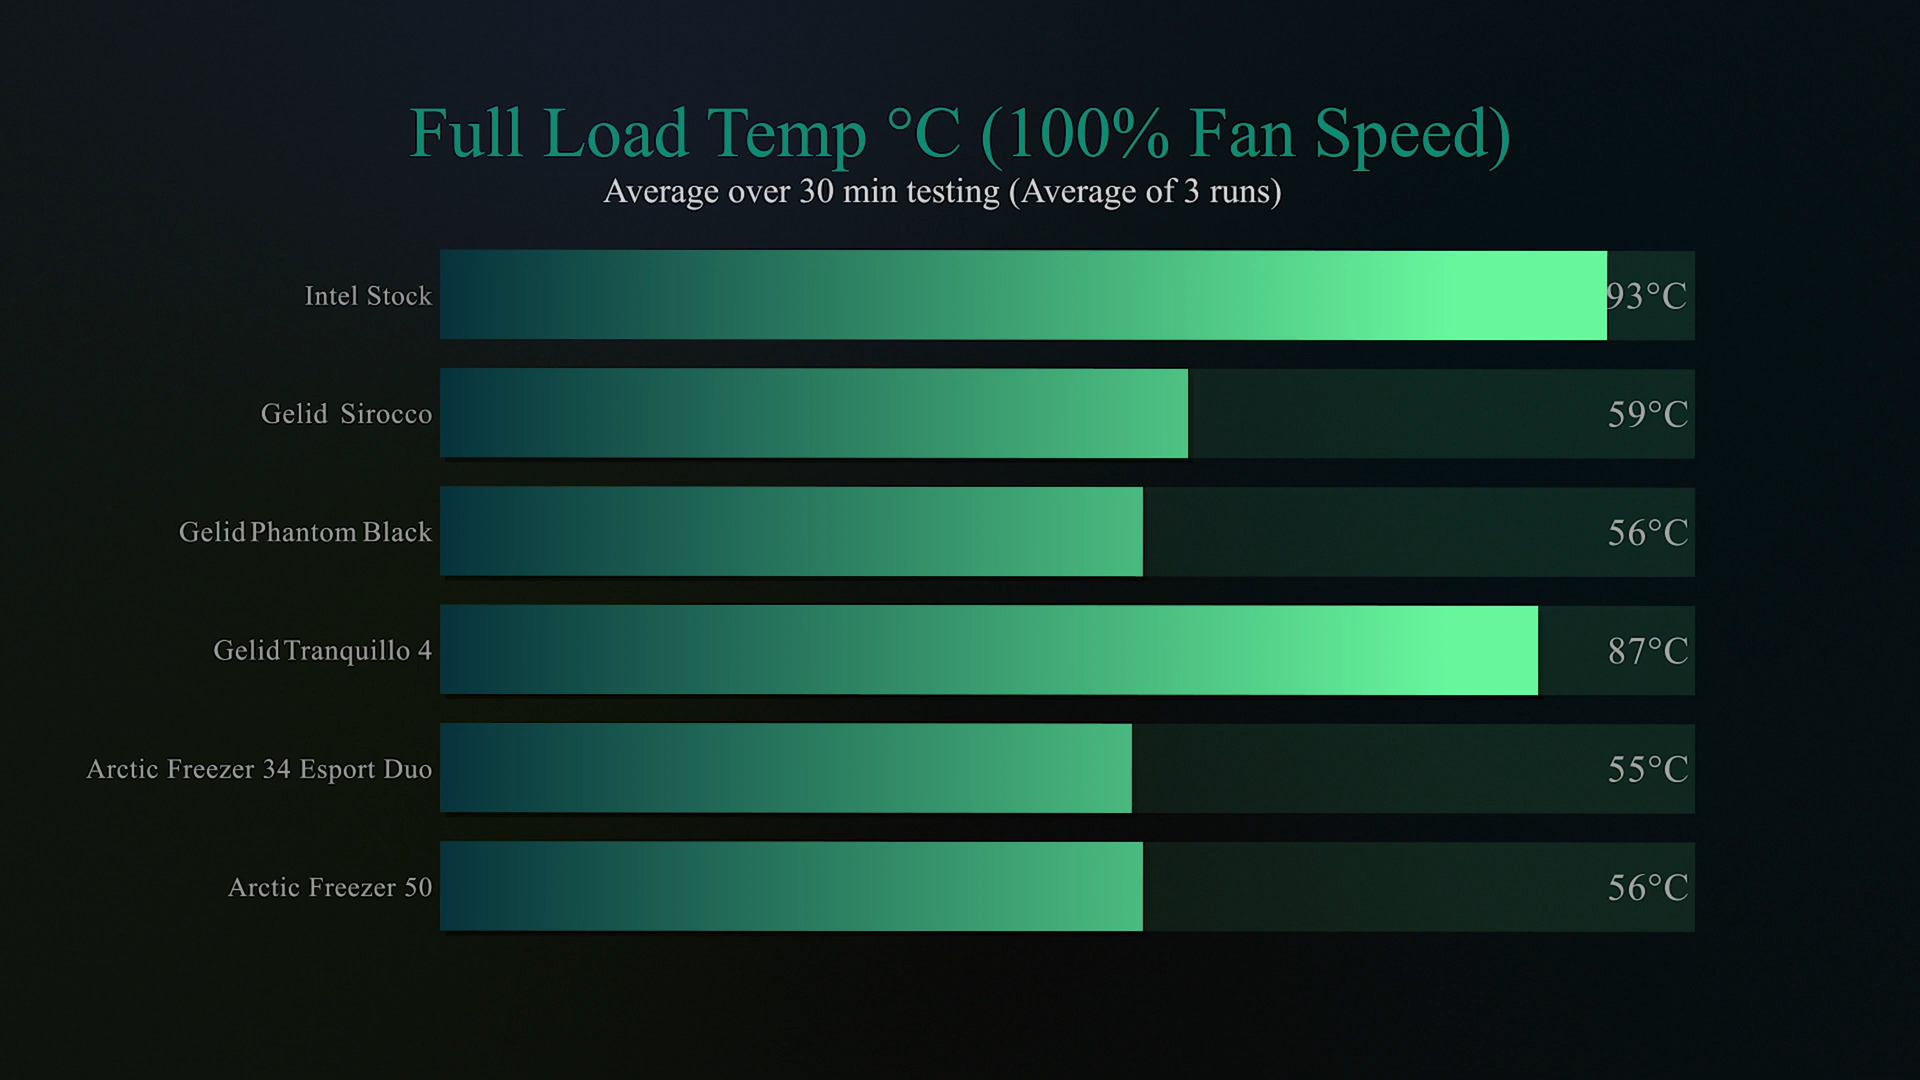 Full Load Temp °C (100% Fan Speed)
Average over 30 min testing (Average of 3 runs)
Intel Stock 93°C
Gelid Sirocco 59°C
Gelid Phantom Black 56°C
Gelid Tranquillo 4 87°C
Arctic Freezer 34 Esport Duo 55°C
Arctic Freezer 50 56°C